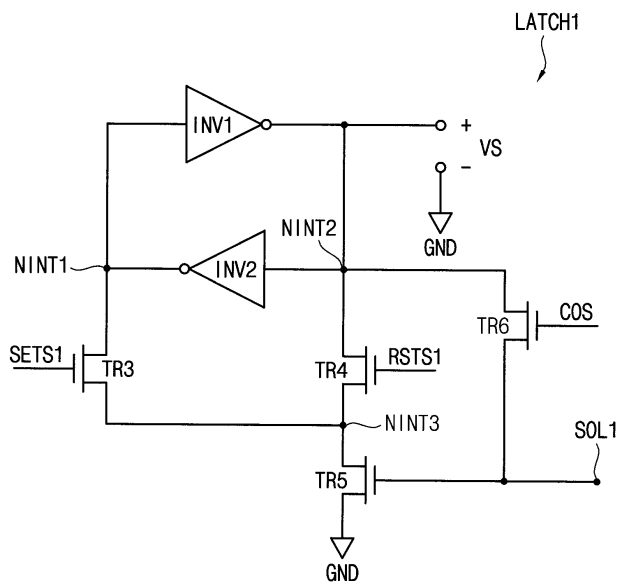 LATCH1
INV1
+
VS
-
GND
NINT2
NINT1
INV2
COS
TR6
SETS1
TR3
TR4
RSTS1
NINT3
SOL1
TR5
GND